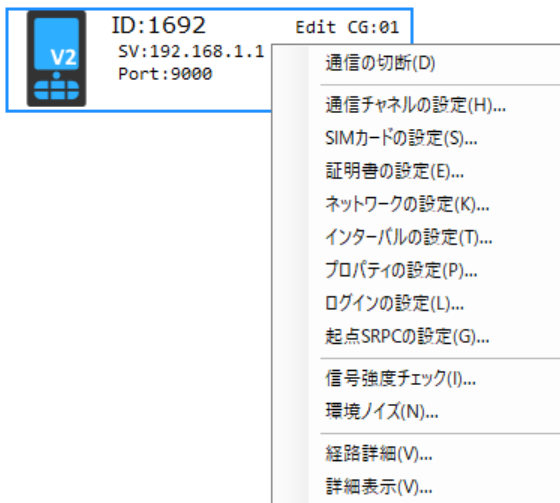 ID:1692 Edit CG:01
V2
SV:192.168.1.1
Port:9000
通信の切断(D)
通信チャネルの設定(H)...
SIMカードの設定(S)...
証明書の設定(E)...
ネットワークの設定(K)...
インターバルの設定(T)...
プロパティの設定(P)...
ログインの設定(L)...
起点SRPCの設定(G)...
信号強度チェック(I)...
環境ノイズ(N)...
経路詳細(V)...
詳細表示(V)...